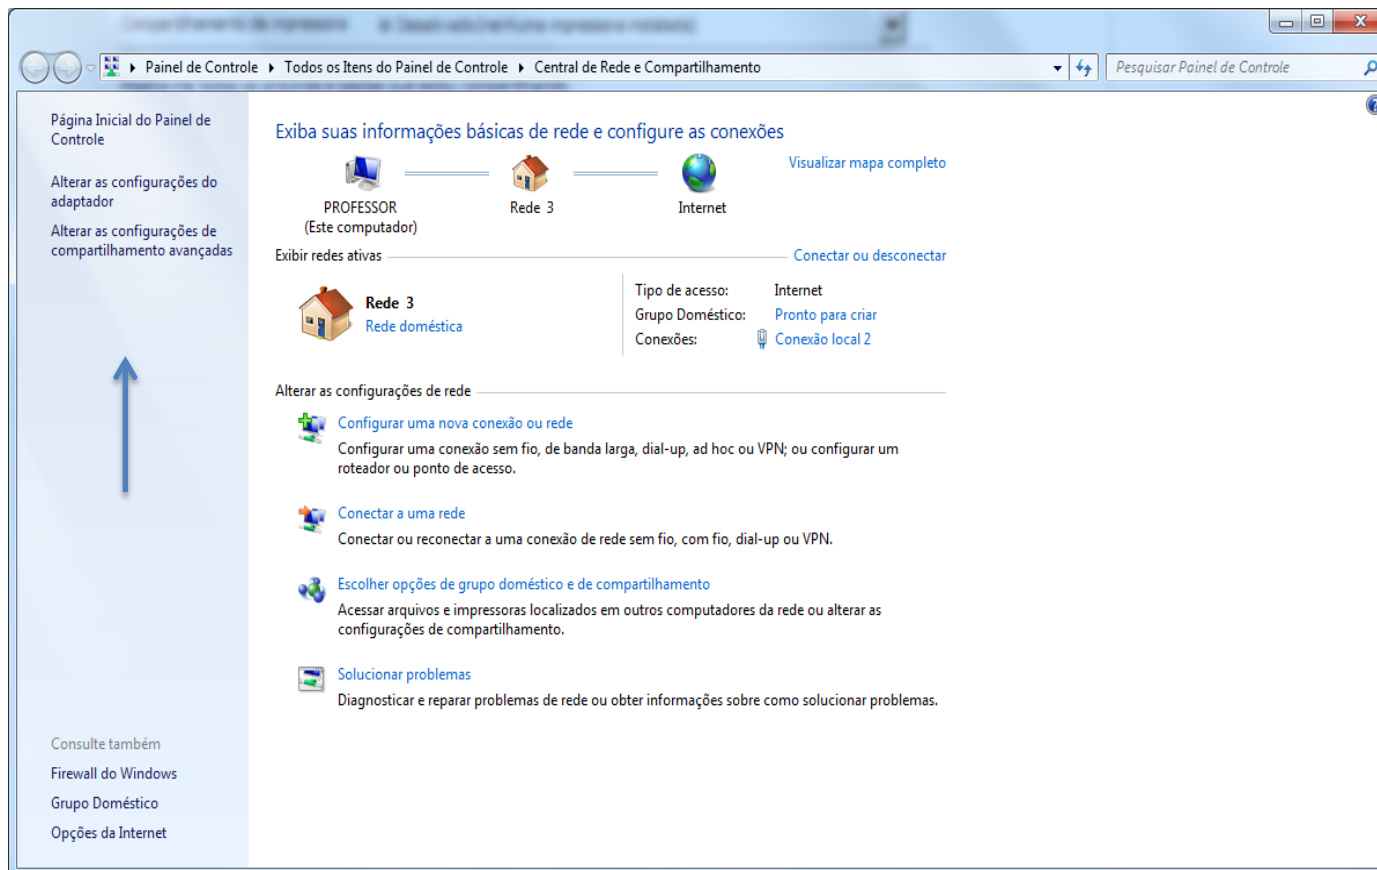 Painel de Controle ▸ Todos os Itens do Painel de Controle ▸ Central de Rede e Compartilhamento
Pesquisar Painel de Controle
Página Inicial do Painel de
Controle
Alterar as configurações do
adaptador
Alterar as configurações de
compartilhamento avançadas
Exiba suas informações básicas de rede e configure as conexões
Visualizar mapa completo
PROFESSOR
(Este computador)
Rede 3
Internet
Exibir redes ativas
Conectar ou desconectar
Rede 3
Rede doméstica
Tipo de acesso: Internet
Grupo Doméstico: Pronto para criar
Conexões: Conexão local 2
Alterar as configurações de rede
Configurar uma nova conexão ou rede
Configurar uma conexão sem fio, de banda larga, dial-up, ad hoc ou VPN; ou configurar um
roteador ou ponto de acesso.
Conectar a uma rede
Conectar ou reconectar a uma conexão de rede sem fio, com fio, dial-up ou VPN.
Escolher opções de grupo doméstico e de compartilhamento
Acessar arquivos e impressoras localizados em outros computadores da rede ou alterar as
configurações de compartilhamento.
Solucionar problemas
Diagnosticar e reparar problemas de rede ou obter informações sobre como solucionar problemas.
Consulte também
Firewall do Windows
Grupo Doméstico
Opções da Internet